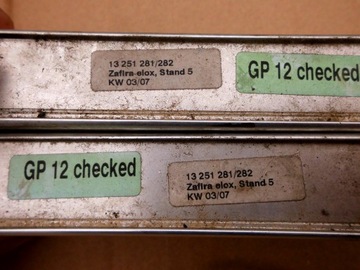 13 251 281/282
Zafira elox, Stand 5
KW 03/07
GP 12 checked
GP 12 checked
13 251 281/282
Zafira elox, Stand 5
KW 03/07